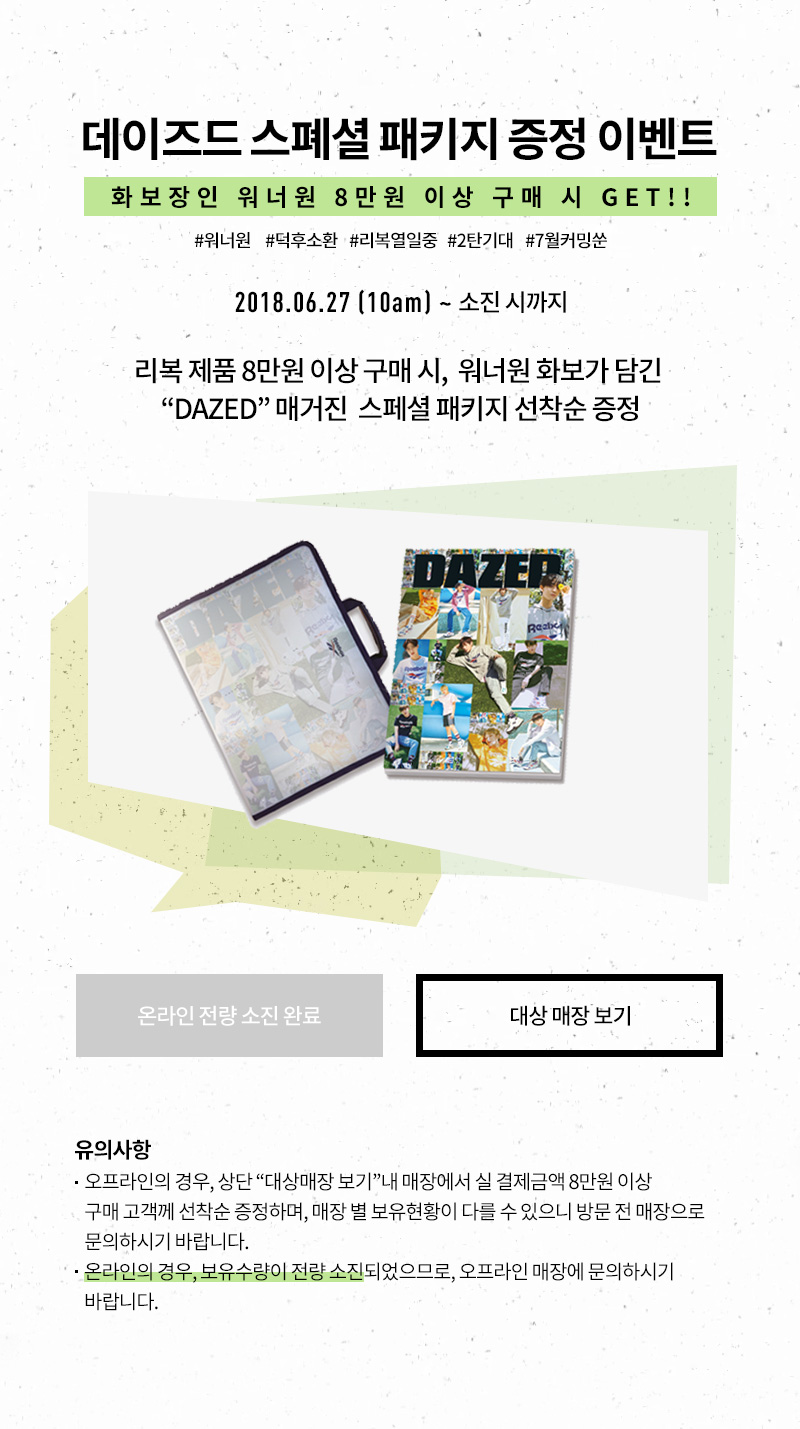 데이즈드 스폐셜 패키지 증정 이벤트
화보장인 워너원 8만원 이상 구매 시 GET!!
#워너원 #덕후소환 #리복열일중 #2탄기대 #7월커밍쑨
2018.06.27 (10am) ~ 소진 시까지
리복 제품 8만원 이상 구매 시, 워너원 화보가 담긴
“DAZED” 매거진 스페셜 패키지 선착순 증정
DAZED
DAZED
Reebok
Reebok
온라인 전량 소진 완료
대상 매장 보기
유의사항
· 오프라인의 경우, 상단 “대상매장 보기”내 매장에서 실 결제금액 8만원 이상
구매 고객께 선착순 증정하며, 매장 별 보유현황이 다를 수 있으니 방문 전 매장으로
문의하시기 바랍니다.
· 온라인의 경우, 보유수량이 전량 소진되었으므로, 오프라인 매장에 문의하시기
바랍니다.